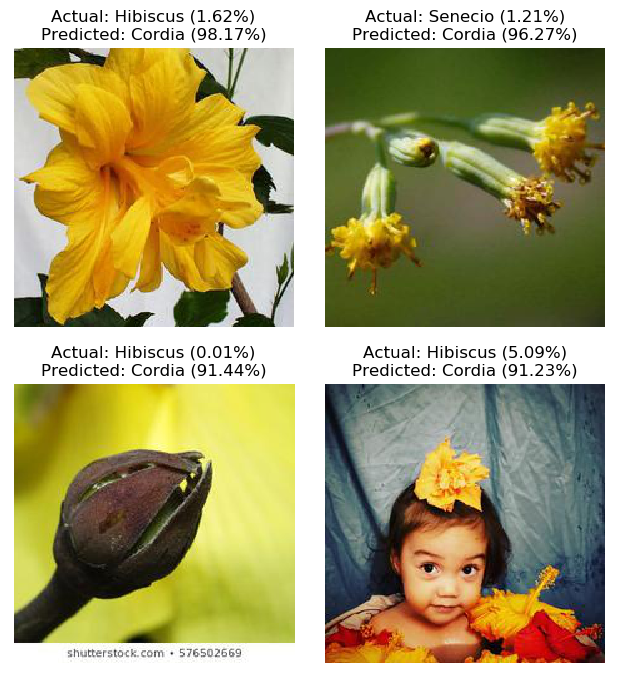 Actual: Hibiscus (1.62%)
Predicted: Cordia (98.17%)
Actual: Senecio (1.21%)
Predicted: Cordia (96.27%)
Actual: Hibiscus (0.01%)
Predicted: Cordia (91.44%)
Actual: Hibiscus (5.09%)
Predicted: Cordia (91.23%)
shutterstock.com • 576502669